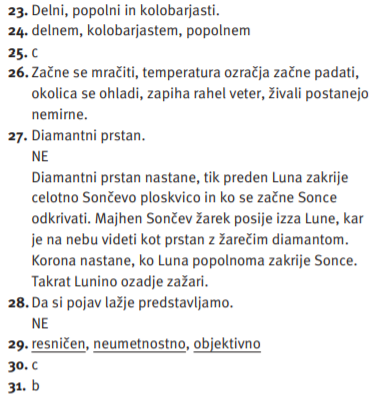 23. Delni, popolni in kolobarjasti.
24. delnem, kolobarjastem, popolnem
25. c
26. Začne se mračiti, temperatura ozračja začne padati,
okolica se ohladi, zapiha rahel veter, živali postanejo
nemirne.
27. Diamantni prstan.
NE
Diamantni prstan nastane, tik preden Luna zakrije
celotno Sončevo ploskvico in ko se začne Sonce
odkrivati. Majhen Sončev žarek posije izza Lune, kar
je na nebu videti kot prstan z žarečim diamantom.
Korona nastane, ko Luna popolnoma zakrije Sonce.
Takrat Lunino ozadje zažari.
28. Da si pojav lažje predstavljamo.
NE
29. resničen, neumetnostno, objektivno
30. c
31. b